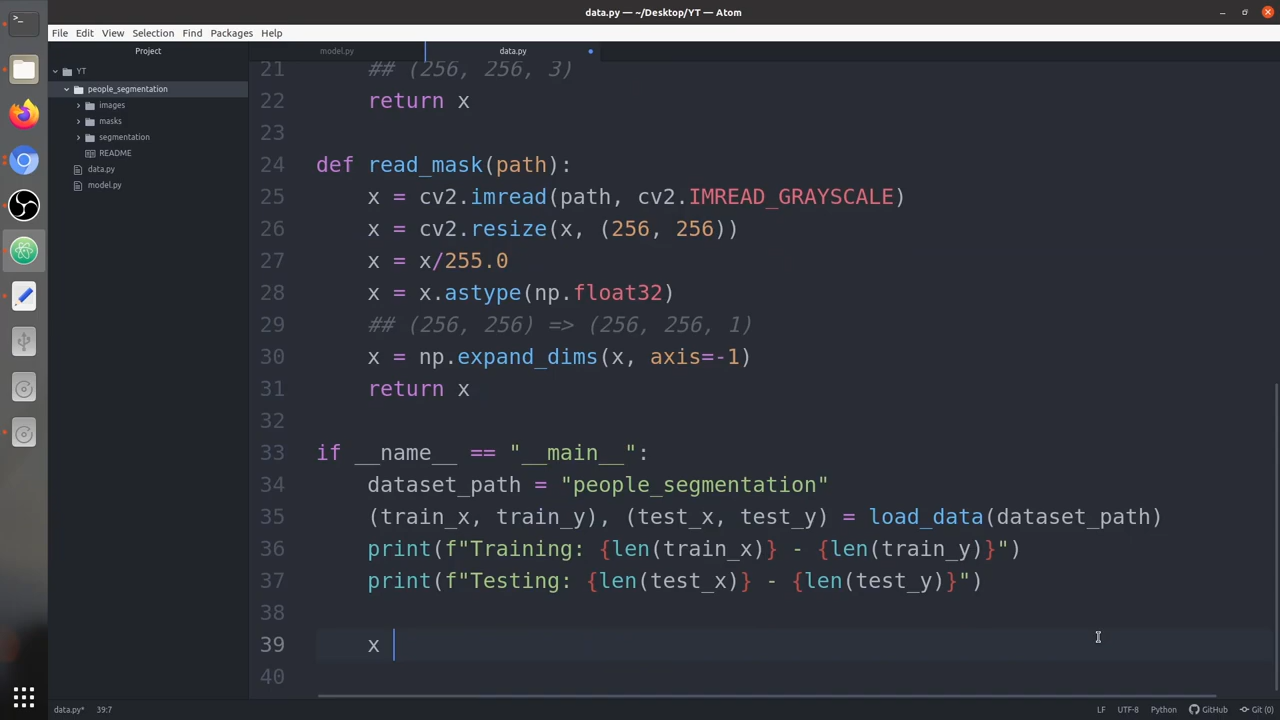 data.py — ~/Desktop/YT — Atom
File Edit View Selection Find Packages Help
Project
model.py
data.py
YT
people_segmentation
images
masks
segmentation
README
data.py
model.py
21 ## (256, 256, 3)
22 return x
23
24 def read_mask(path):
25 x = cv2.imread(path, cv2.IMREAD_GRAYSCALE)
26 x = cv2.resize(x, (256, 256))
27 x = x/255.0
28 x = x.astype(np.float32)
29 ## (256, 256) => (256, 256, 1)
30 x = np.expand_dims(x, axis=-1)
31 return x
32
33 if __name__ == "__main__":
34 dataset_path = "people_segmentation"
35 (train_x, train_y), (test_x, test_y) = load_data(dataset_path)
36 print(f"Training: {len(train_x)} - {len(train_y)}")
37 print(f"Testing: {len(test_x)} - {len(test_y)}")
38
39 x
40
data.py* 39:7 LF UTF-8 Python GitHub Git (0)